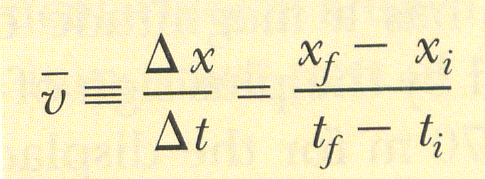 v̅ ≡ Δx/Δt = (x_f − x_i)/(t_f − t_i)